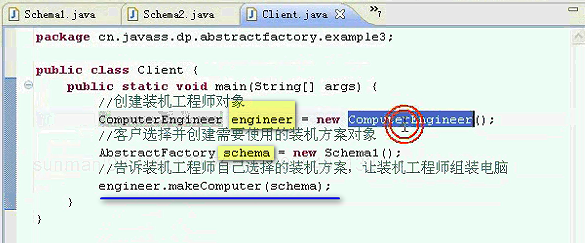 Schema1.java Schema2.java Client.java 7
package cn.javass.dp.abstractfactory.example3;
public class Client {
public static void main(String[] args) {
//创建装机工程师对象
ComputerEngineer engineer = new ComputerEngineer();
//客户选择并创建需要使用的装机方案对象
AbstractFactory schema = new Schema1();
//告诉装机工程师自己选择的装机方案，让装机工程师组装电脑
engineer.makeComputer(schema);
}
}